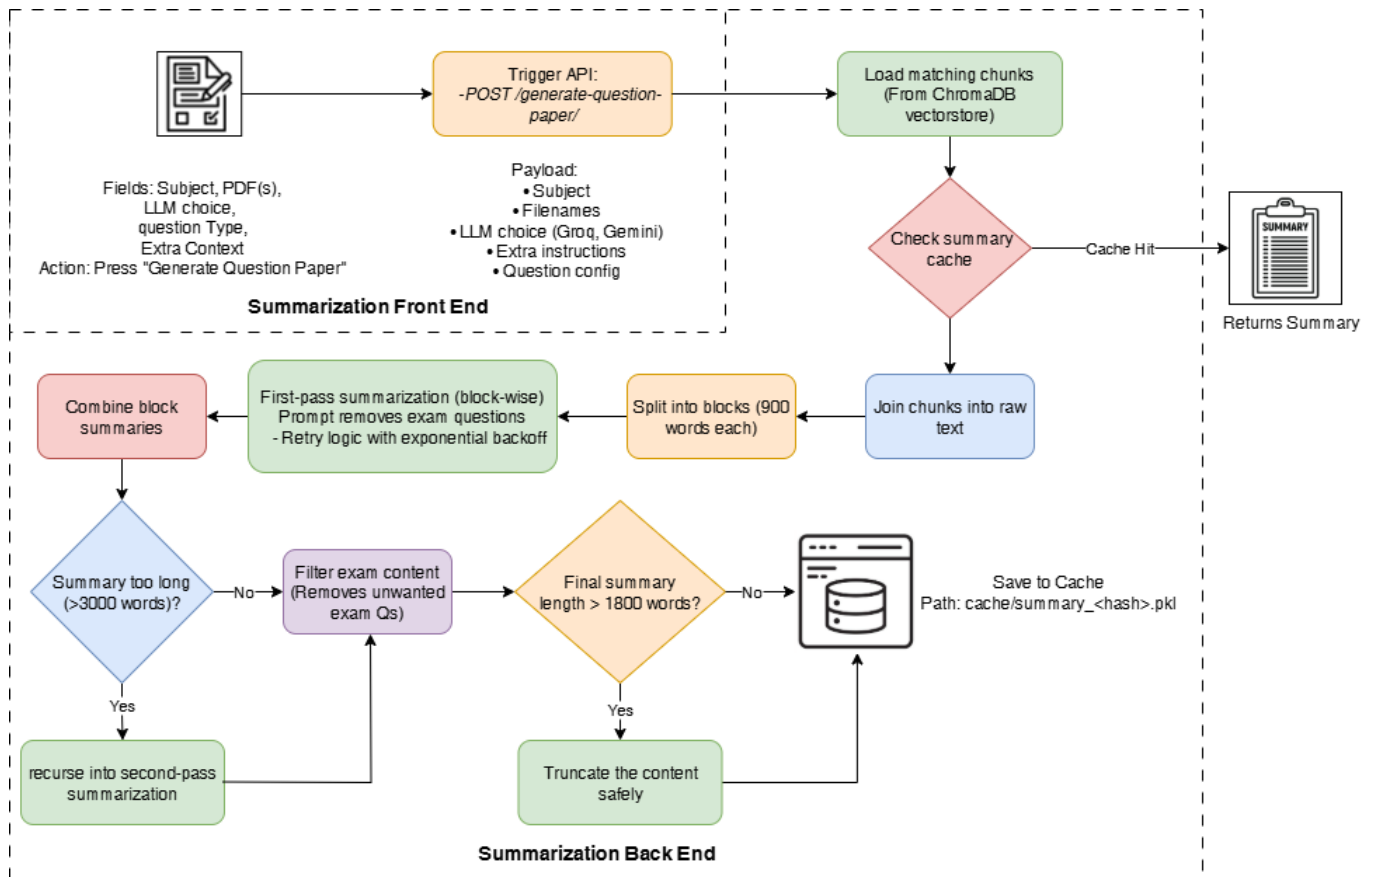 Trigger API:
-POST /generate-question-
paper/
Load matching chunks
(From ChromaDB
vectorstore)
Fields: Subject, PDF(s),
LLM choice,
question Type,
Extra Context
Action: Press "Generate Question Paper"
Payload:
• Subject
• Filenames
• LLM choice (Groq, Gemini)
• Extra instructions
• Question config
Summarization Front End
Check summary
cache
Cache Hit
SUMMARY
Returns Summary
Combine block
summaries
First-pass summarization (block-wise)
Prompt removes exam questions
- Retry logic with exponential backoff
Split into blocks (900
words each)
Join chunks into raw
text
Summary too long
(>3000 words)?
No
Filter exam content
(Removes unwanted
exam Qs)
Final summary
length > 1800 words?
No
Save to Cache
Path: cache/summary_<hash>.pkl
Yes
Yes
recurse into second-pass
summarization
Truncate the content
safely
Summarization Back End